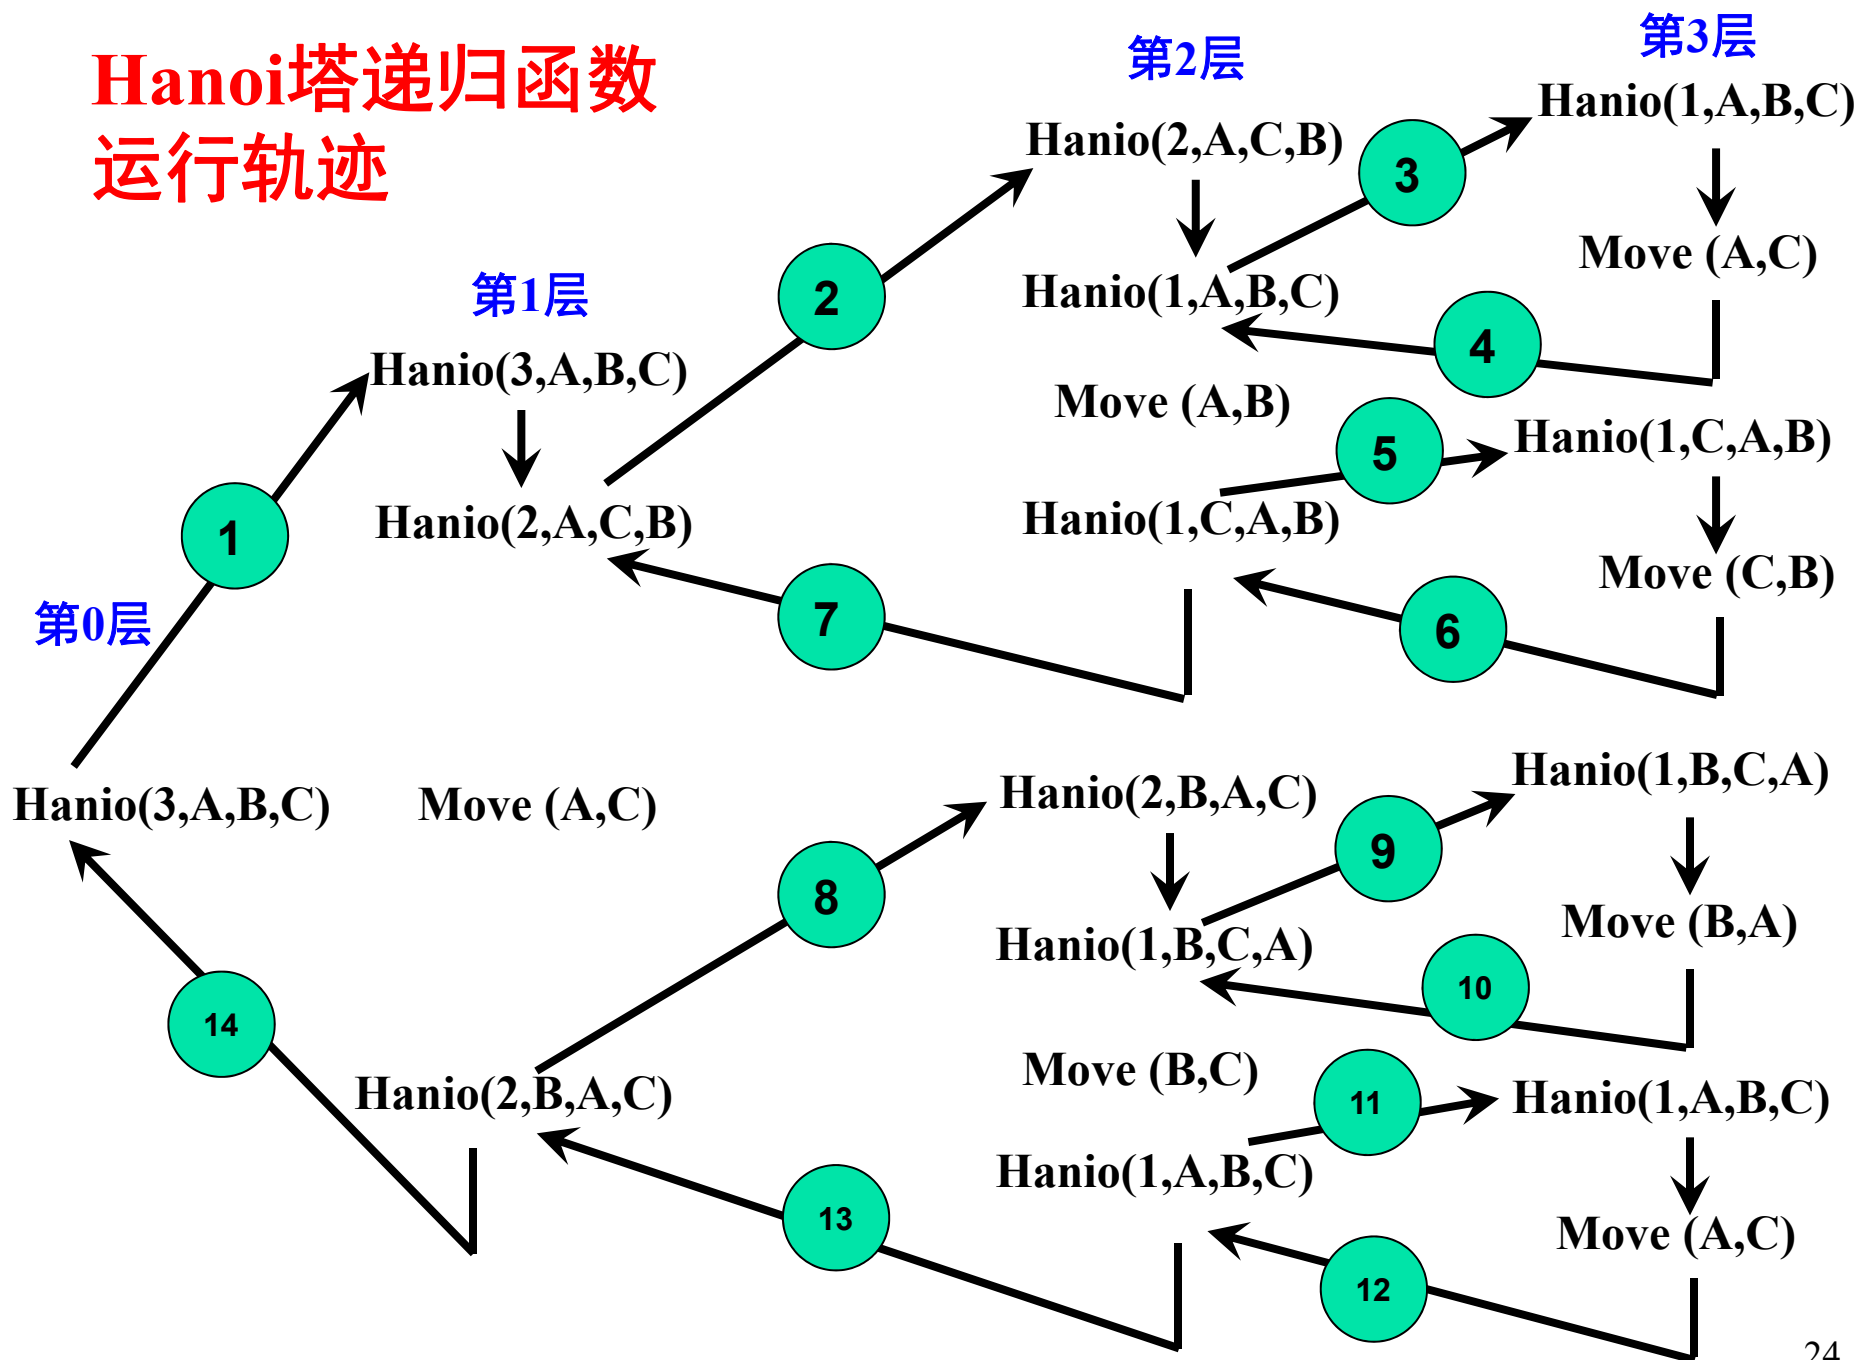 Hanoi塔递归函数
运行轨迹
第0层
第1层
第2层
第3层
Hanio(3,A,B,C)
1
Hanio(3,A,B,C)
Hanio(2,A,C,B)
2
Hanio(2,A,C,B)
Hanio(1,A,B,C)
3
Hanio(1,A,B,C)
Move (A,C)
4
Move (A,B)
Hanio(1,C,A,B)
5
Hanio(1,C,A,B)
Move (C,B)
6
7
Move (A,C)
Hanio(2,B,A,C)
8
Hanio(2,B,A,C)
Hanio(1,B,C,A)
9
Hanio(1,B,C,A)
Move (B,A)
10
Move (B,C)
Hanio(1,A,B,C)
11
Hanio(1,A,B,C)
Move (A,C)
12
13
14
24